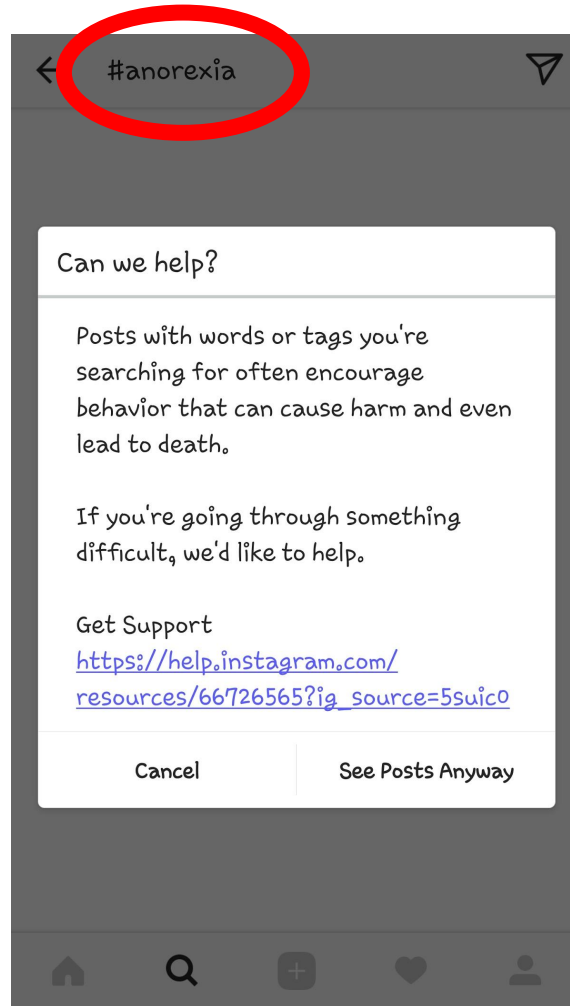 #anorexia
Can we help?
Posts with words or tags you're
searching for often encourage
behavior that can cause harm and even
lead to death.
If you're going through something
difficult, we'd like to help.
Get Support
https://help.instagram.com/
resources/66726565?ig_source=5suic0
Cancel
See Posts Anyway